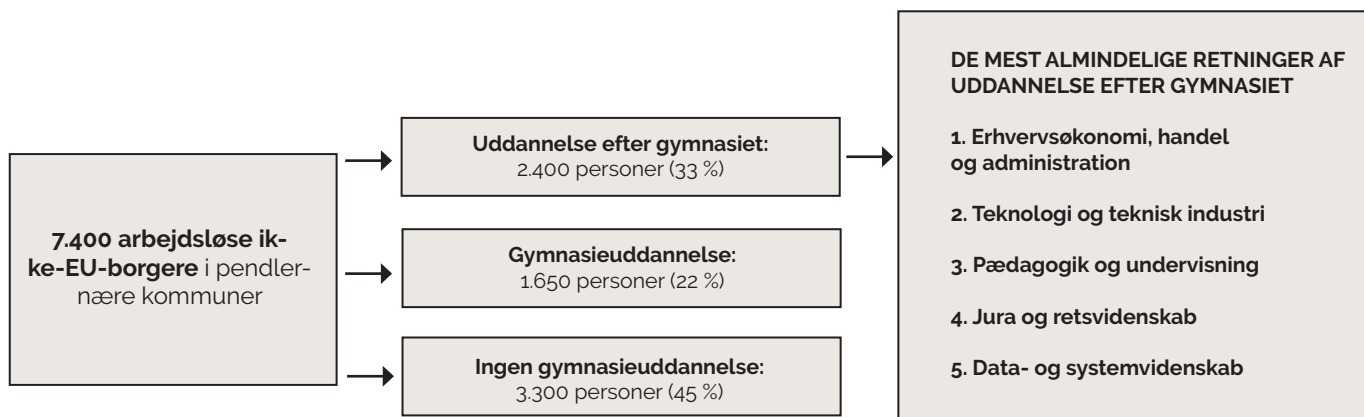 7.400 arbejdsløse ik-
ke-EU-borgere i pendler-
nære kommuner
Uddannelse efter gymnasiet:
2.400 personer (33 %)
Gymnasieuddannelse:
1.650 personer (22 %)
Ingen gymnasieuddannelse:
3.300 personer (45 %)
DE MEST ALMINDELIGE RETNINGER AF
UDDANNELSE EFTER GYMNASIET
1. Erhvervsøkonomi, handel
og administration
2. Teknologi og teknisk industri
3. Pædagogik og undervisning
4. Jura og retsvidenskab
5. Data- og systemvidenskab